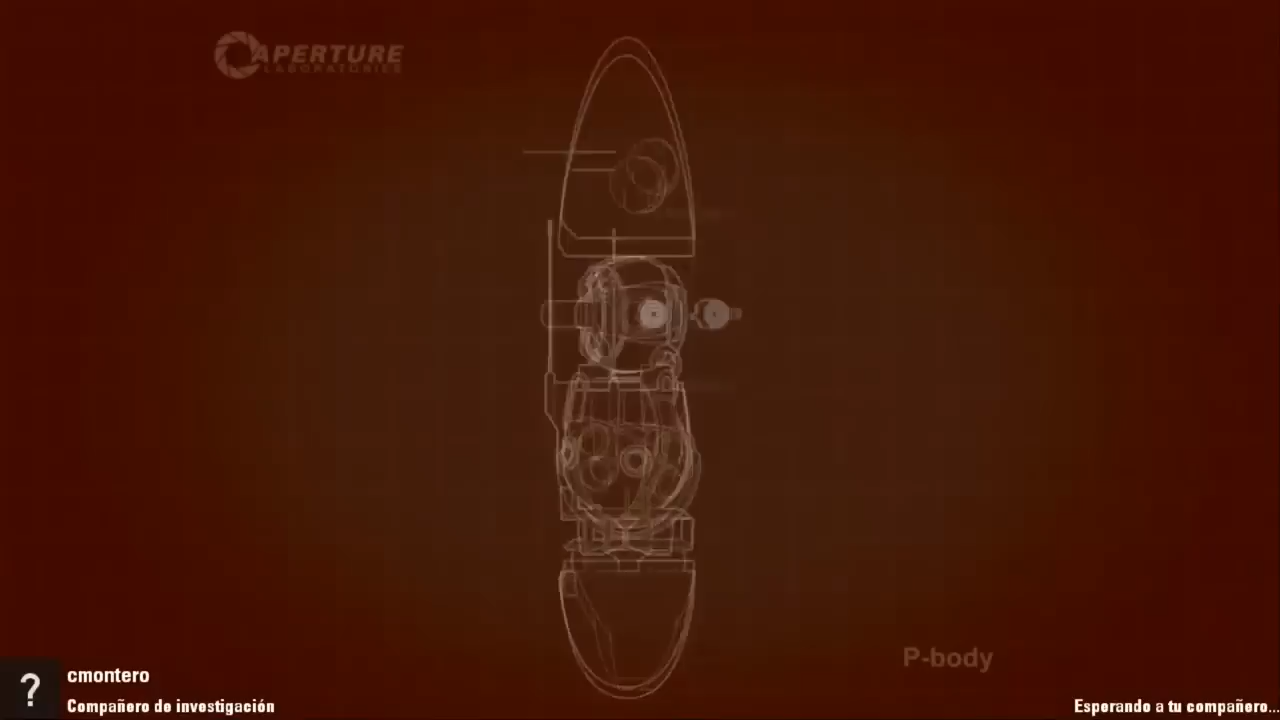 APERTURE
LABORATORIES
P-body
?
cmontero
Compañero de investigación
Esperando a tu compañero...